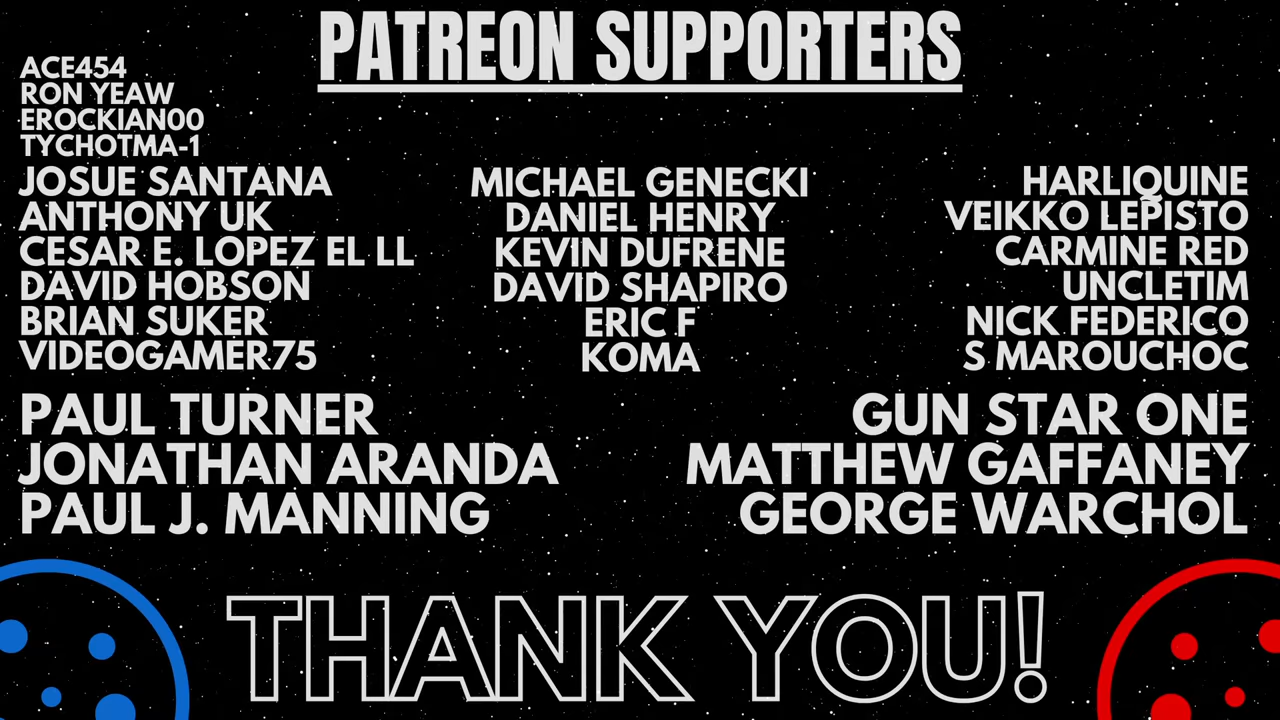 PATREON SUPPORTERS
ACE454
RON YEAW
EROCKIAN00
TYCHOTMA-1
JOSUE SANTANA
ANTHONY UK
CESAR E. LOPEZ EL LL
DAVID HOBSON
BRIAN SUKER
VIDEOGAMER75
MICHAEL GENECKI
DANIEL HENRY
KEVIN DUFRENE
DAVID SHAPIRO
ERIC F
KOMA
HARLIQUINE
VEIKKO LEPISTO
CARMINE RED
UNCLETIM
NICK FEDERICO
S MAROUCHOC
PAUL TURNER
JONATHAN ARANDA
PAUL J. MANNING
GUN STAR ONE
MATTHEW GAFFANEY
GEORGE WARCHOL
THANK YOU!